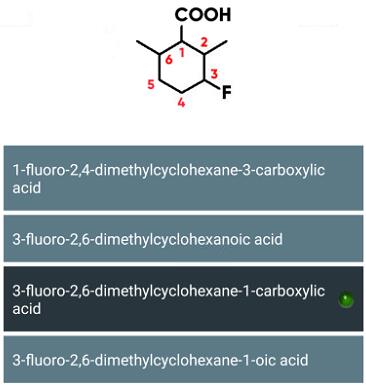 COOH
2
1
6
3
5
F
4
1-fluoro-2,4-dimethylcyclohexane-3-carboxylic
acid
3-fluoro-2,6-dimethylcyclohexanoic acid
3-fluoro-2,6-dimethylcyclohexane-1-carboxylic
acid
3-fluoro-2,6-dimethylcyclohexane-1-oic acid